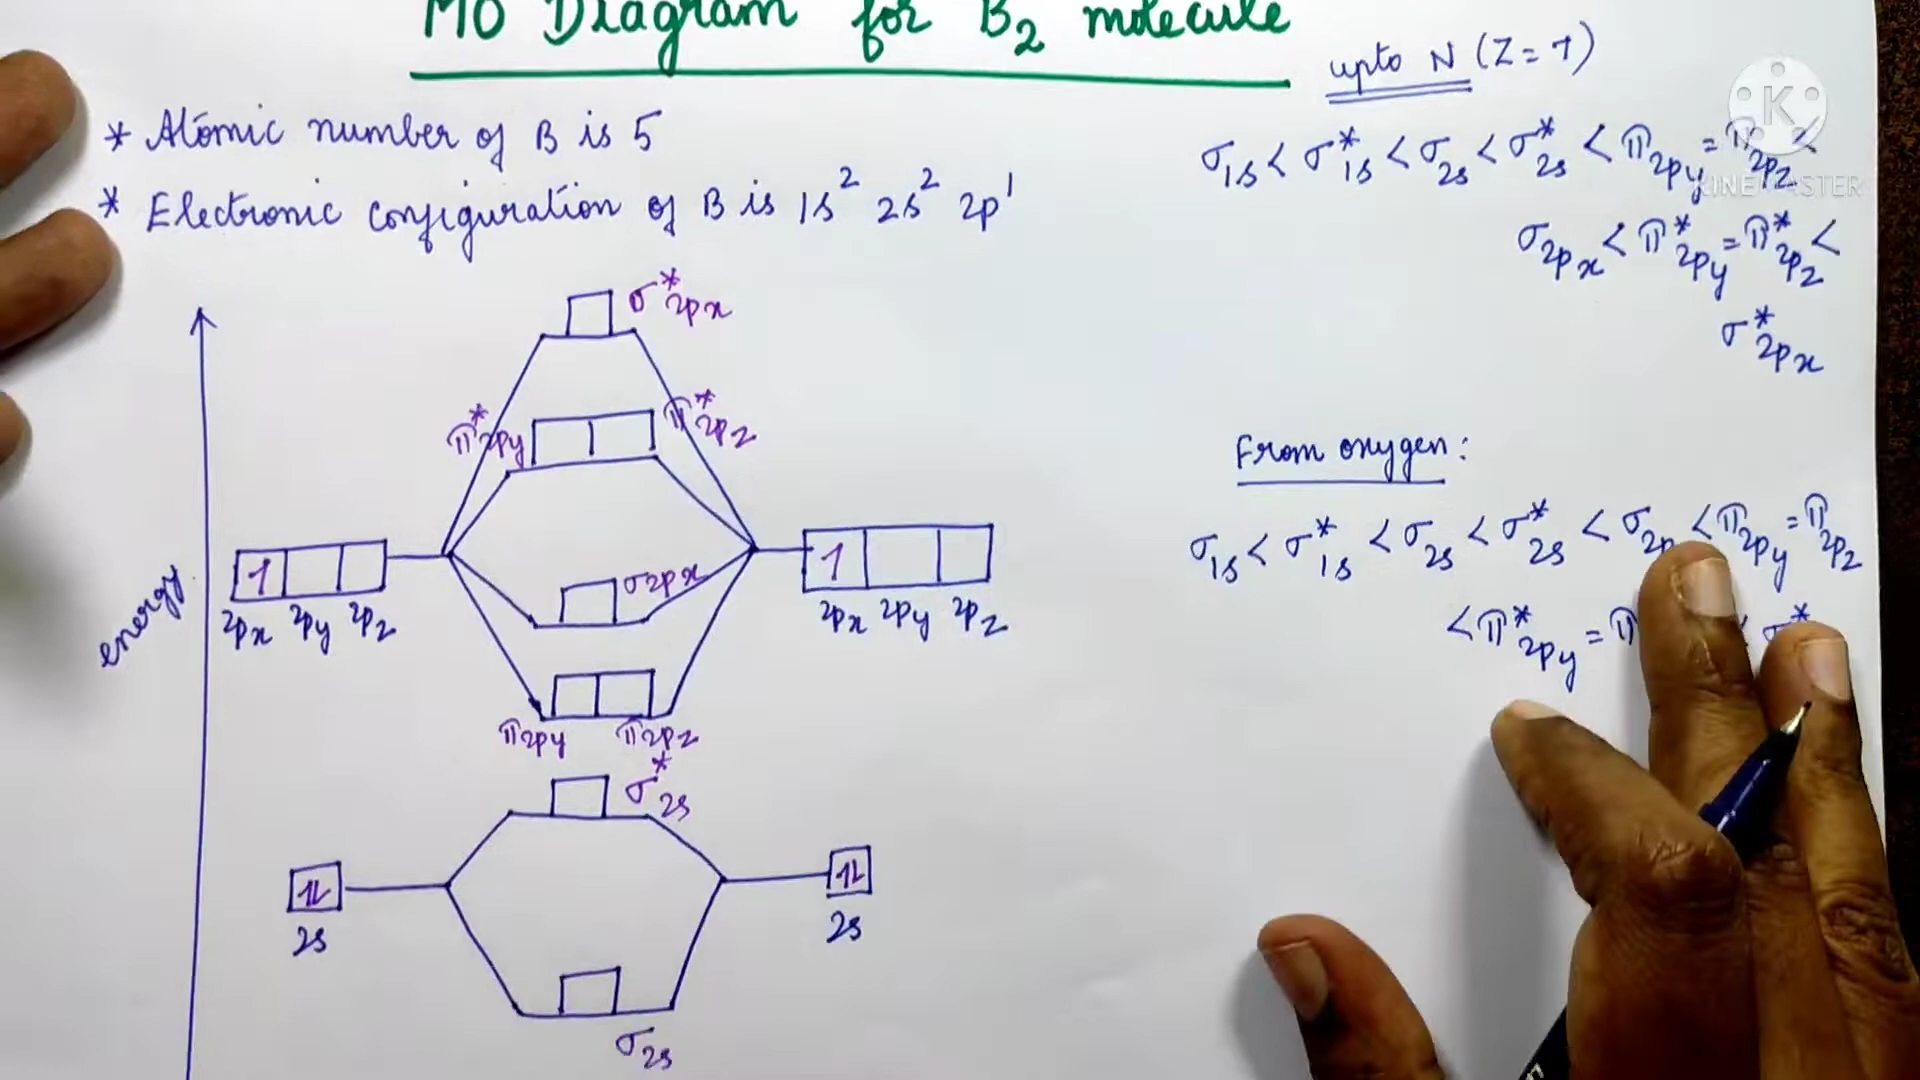 MO Diagram for B2 molecule
upto N (Z=7)
* Atomic number of B is 5
* Electronic configuration of B is 1s² 2s² 2p¹
σ1s < σ*1s < σ2s < σ*2s < π2py = π2pz <
σ2px < π*2py = π*2pz <
σ*2px
K
KINEMASTER
From oxygen:
σ1s < σ*1s < σ2s < σ*2s < σ2p < π2py = π2pz
< π*2py = π < σ*
energy
σ*2px
π*2py π*2pz
1 1
2px 2py 2pz
σ2px
2px 2py 2pz
π2py π2pz
σ*2s
1L 1L
2s 2s
σ2s